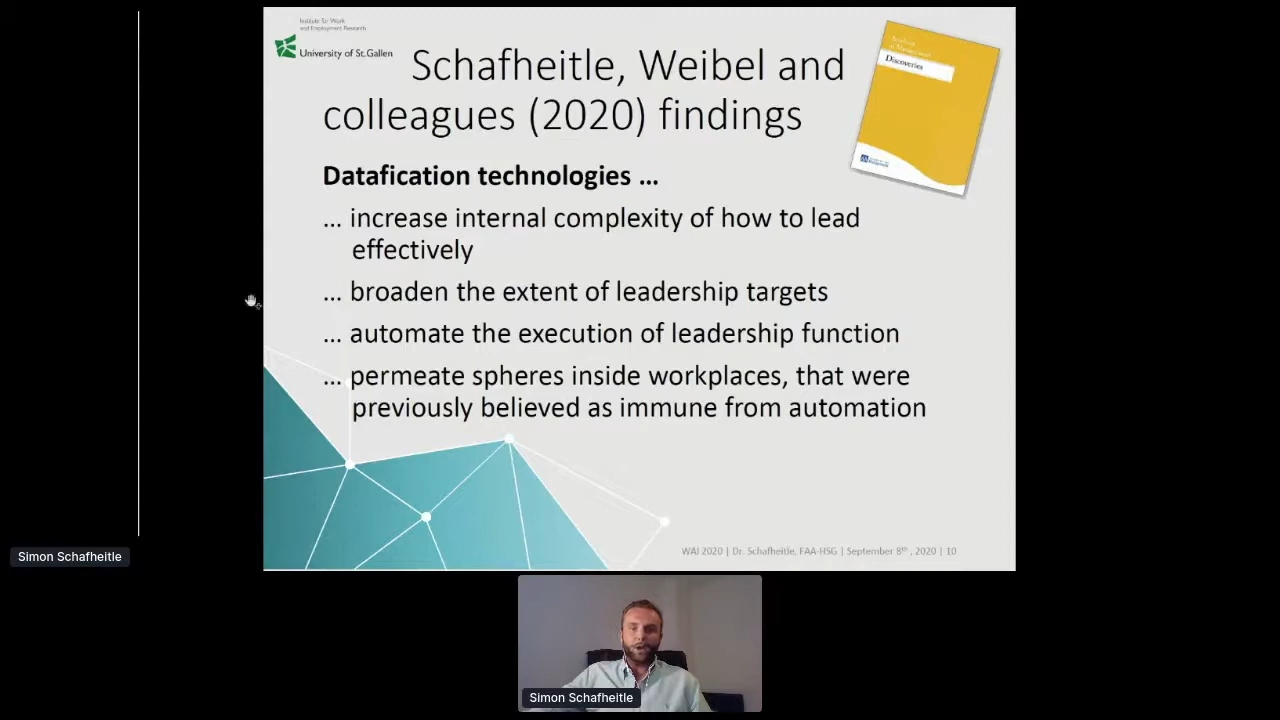 Institute for Work
and Employment Research
University of St.Gallen
Schafheitle, Weibel and
colleagues (2020) findings
Academy
of Management
Discoveries
Datafication technologies …
… increase internal complexity of how to lead
effectively
… broaden the extent of leadership targets
… automate the execution of leadership function
… permeate spheres inside workplaces, that were
previously believed as immune from automation
WAI 2020 | Dr. Schafheitle, FAA-HSG | September 8th , 2020 | 10
Simon Schafheitle
Simon Schafheitle